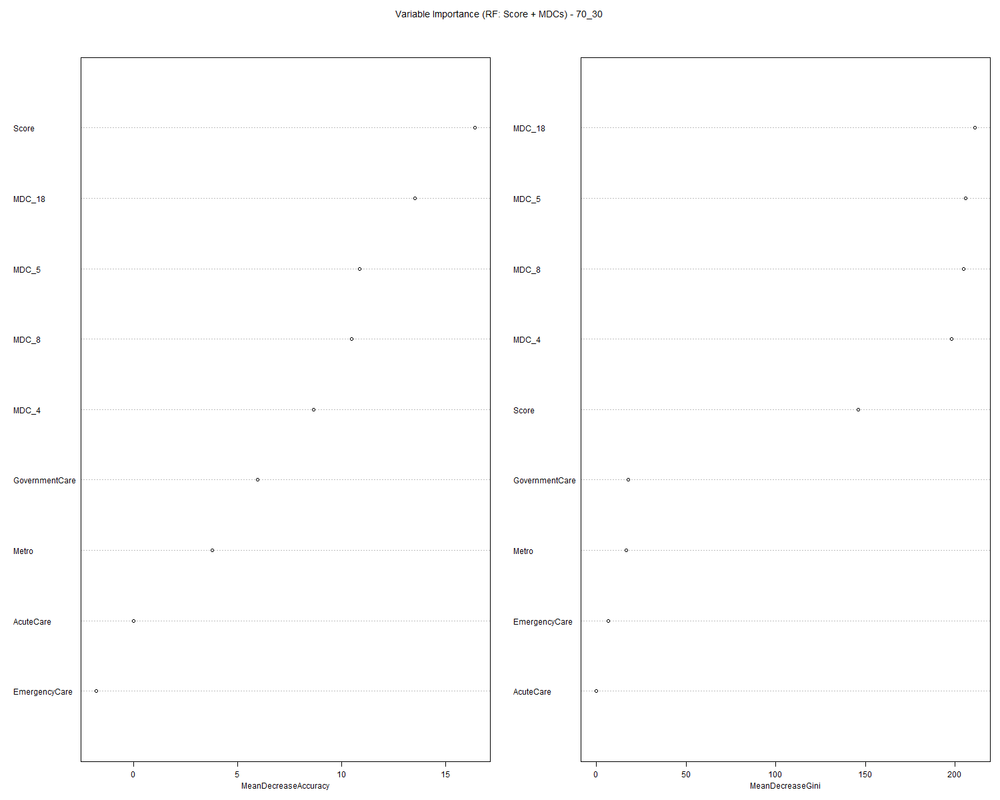 Variable Importance (RF: Score + MDCs) - 70_30
Score
MDC_18
MDC_5
MDC_8
MDC_4
GovernmentCare
Metro
AcuteCare
EmergencyCare
0 5 10 15
MeanDecreaseAccuracy
MDC_18
MDC_5
MDC_8
MDC_4
Score
GovernmentCare
Metro
EmergencyCare
AcuteCare
0 50 100 150 200
MeanDecreaseGini